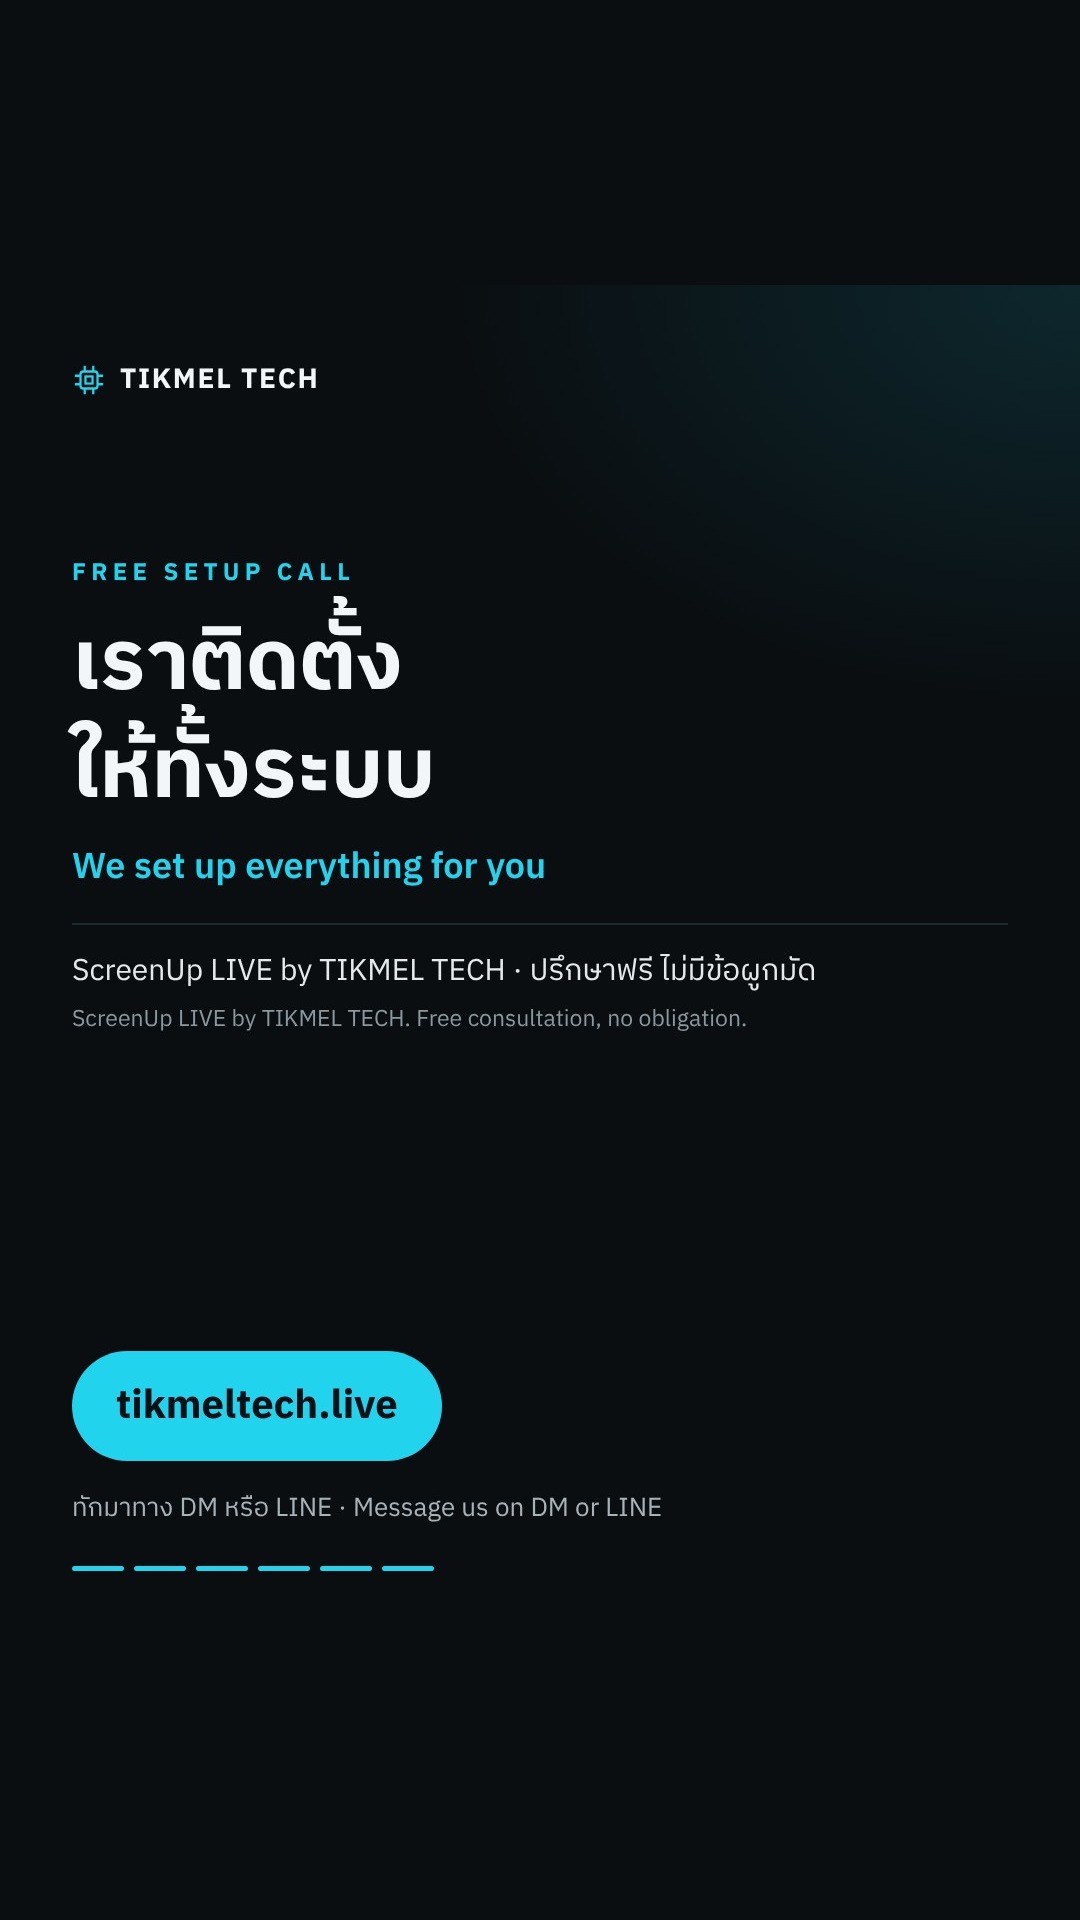 TIKMEL TECH
FREE SETUP CALL
เราติดตั้ง
ให้ทั้งระบบ
We set up everything for you
ScreenUp LIVE by TIKMEL TECH · ปรึกษาฟรี ไม่มีข้อผูกมัด
ScreenUp LIVE by TIKMEL TECH. Free consultation, no obligation.
tikmeltech.live
ทักมาทาง DM หรือ LINE · Message us on DM or LINE